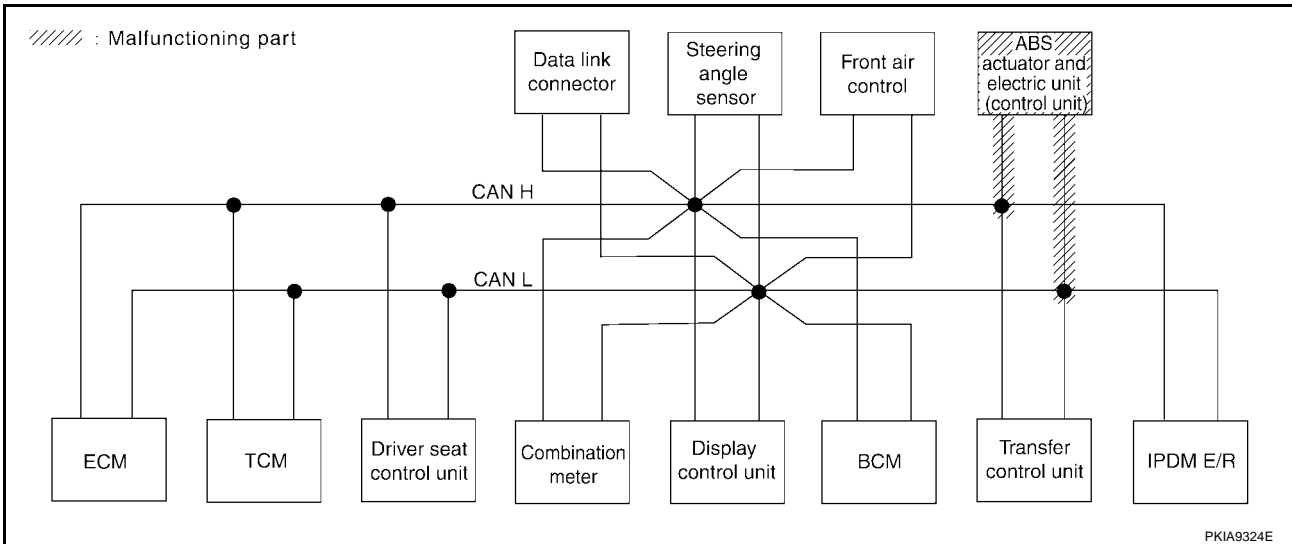 : Malfunctioning part
Data link
connector
Steering
angle
sensor
Front air
control
ABS
actuator and
electric unit
(control unit)
CAN H
CAN L
ECM
TCM
Driver seat
control unit
Combination
meter
Display
control unit
BCM
Transfer
control unit
IPDM E/R
PKIA9324E